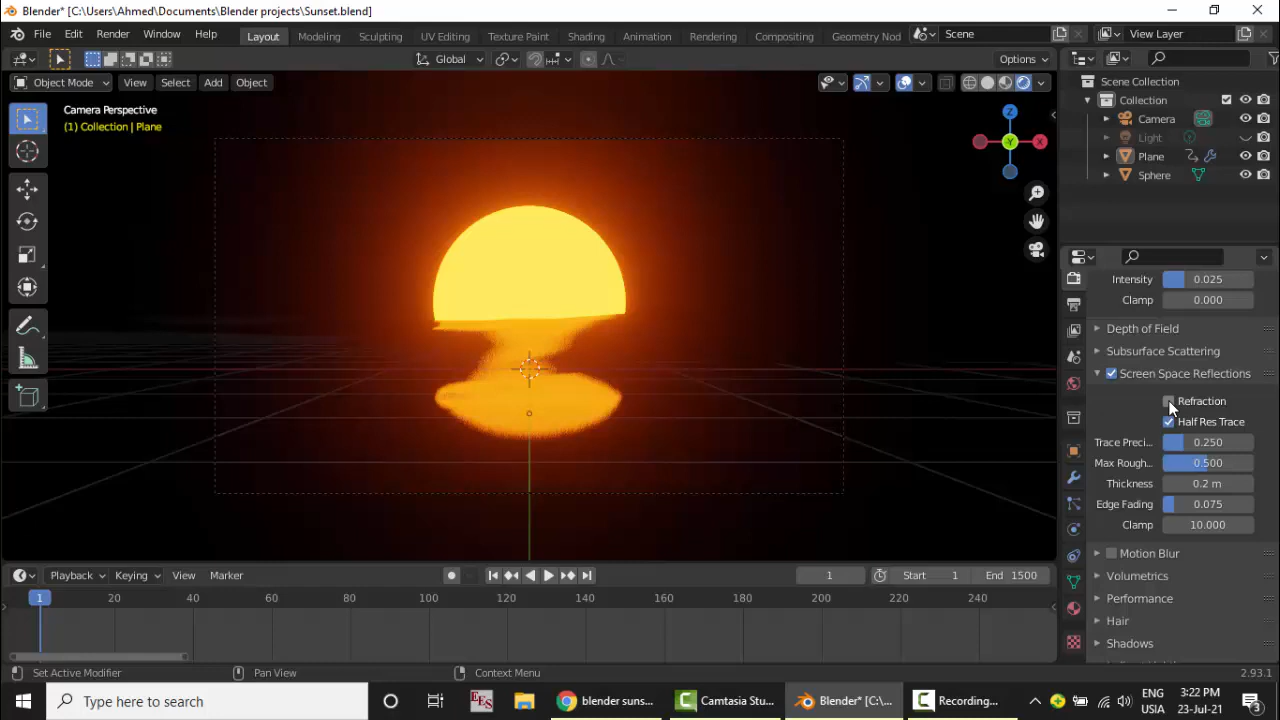 Blender* [C:\Users\Ahmed\Documents\Blender projects\Sunset.blend]
File Edit Render Window Help Layout Modeling Sculpting UV Editing Texture Paint Shading Animation Rendering Compositing Geometry Nod Scene View Layer
Global Options
Object Mode View Select Add Object
Scene Collection
Collection
Camera
Light
Plane
Sphere
Camera Perspective
(1) Collection | Plane
Z
X
Y
Intensity 0.025
Clamp 0.000
Depth of Field
Subsurface Scattering
Screen Space Reflections
Refraction
Half Res Trace
Trace Preci... 0.250
Max Rough... 0.500
Thickness 0.2 m
Edge Fading 0.075
Clamp 10.000
Motion Blur
Volumetrics
Performance
Hair
Shadows
Playback Keying View Marker 1 Start 1 End 1500
1 20 40 60 80 100 120 140 160 180 200 220 240
Set Active Modifier Pan View Context Menu 2.93.1
Type here to search
EES
blender suns...
Camtasia Stu...
Blender* [C:\...
Recording...
ENG
USIA
3:22 PM
23-Jul-21
3